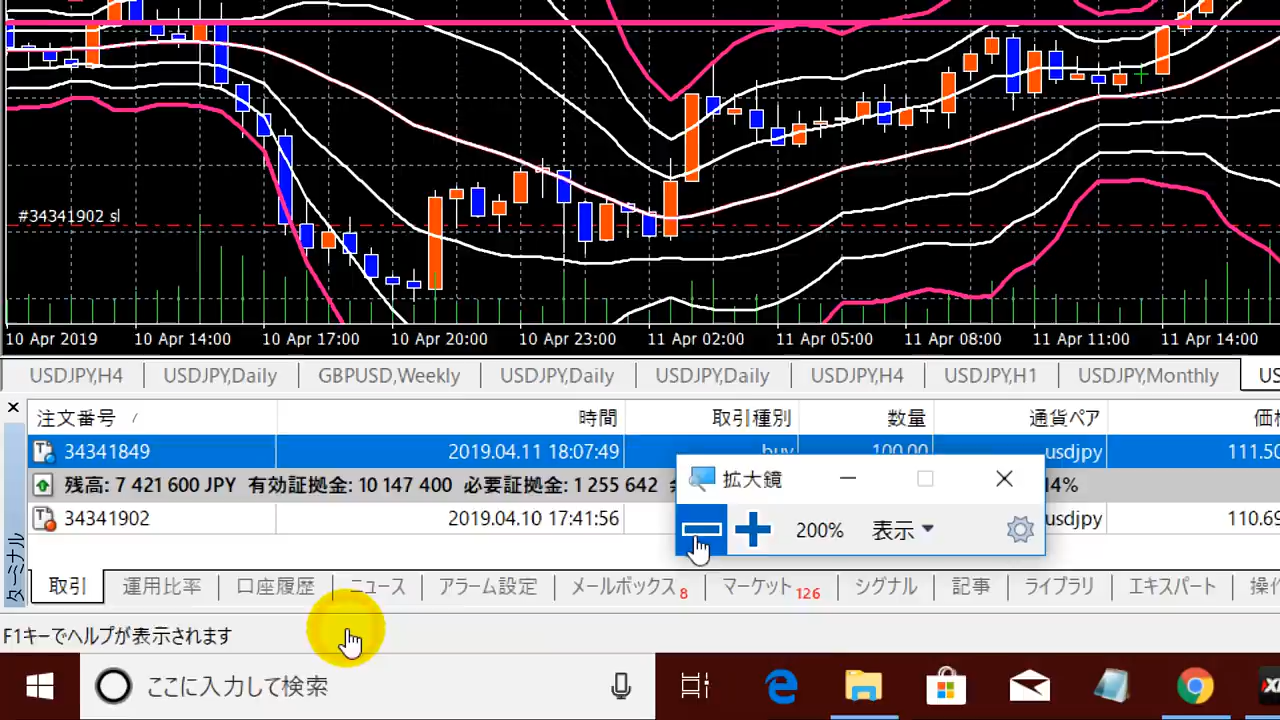 #34341902 sl
10 Apr 2019 10 Apr 14:00 10 Apr 17:00 10 Apr 20:00 10 Apr 23:00 11 Apr 02:00 11 Apr 05:00 11 Apr 08:00 11 Apr 11:00 11 Apr 14:00
USDJPY,H4 USDJPY,Daily GBPUSD,Weekly USDJPY,Daily USDJPY,Daily USDJPY,H4 USDJPY,H1 USDJPY,Monthly
注文番号 / 時間 取引種別 数量 通貨ペア
34341849 2019.04.11 18:07:49 buy 100.00 usdjpy 111.50
拡大鏡
残高: 7 421 600 JPY 有効証拠金: 10 147 400 必要証拠金: 1 255 642
34341902 2019.04.10 17:41:56 usdjpy 110.69
200% 表示
ターミナル
取引 運用比率 口座履歴 ニュース アラーム設定 メールボックス 8 マーケット 126 シグナル 記事 ライブラリ エキスパート
F1キーでヘルプが表示されます
ここに入力して検索